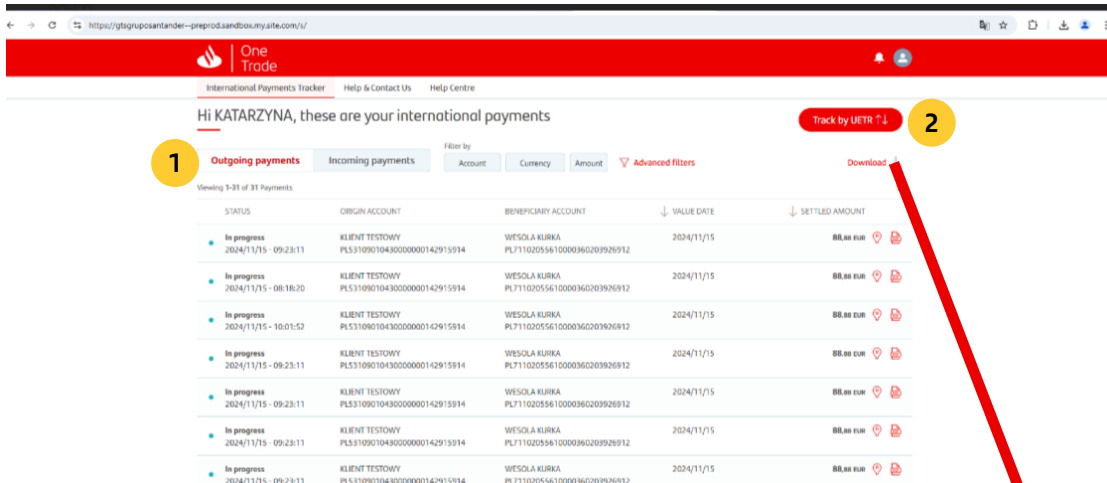 https://gtsgruposantander--preprod.sandbox.my.site.com/s/
One
Trade
International Payments Tracker Help & Contact Us Help Centre
Hi KATARZYNA, these are your international payments
Track by UETR
2
1
Outgoing payments Incoming payments
Filter by
Account Currency Amount Advanced filters
Download
Viewing 1-31 of 31 Payments
STATUS ORIGIN ACCOUNT BENEFICIARY ACCOUNT VALUE DATE SETTLED AMOUNT
In progress KLIENT TESTOWY WESOLA KURKA 2024/11/15 88,88 EUR
2024/11/15 - 09:23:11 PL53109010430000000142915914 PL71102055610000360203926912
In progress KLIENT TESTOWY WESOLA KURKA 2024/11/15 88,88 EUR
2024/11/15 - 08:18:20 PL53109010430000000142915914 PL71102055610000360203926912
In progress KLIENT TESTOWY WESOLA KURKA 2024/11/15 88,88 EUR
2024/11/15 - 10:01:52 PL53109010430000000142915914 PL71102055610000360203926912
In progress KLIENT TESTOWY WESOLA KURKA 2024/11/15 88,88 EUR
2024/11/15 - 09:23:11 PL53109010430000000142915914 PL71102055610000360203926912
In progress KLIENT TESTOWY WESOLA KURKA 2024/11/15 88,88 EUR
2024/11/15 - 09:23:11 PL53109010430000000142915914 PL71102055610000360203926912
In progress KLIENT TESTOWY WESOLA KURKA 2024/11/15 88,88 EUR
2024/11/15 - 09:23:11 PL53109010430000000142915914 PL71102055610000360203926912
In progress KLIENT TESTOWY WESOLA KURKA 2024/11/15 88,88 EUR
2024/11/15 - 09:23:11 PL53109010430000000142915914 PL71102055610000360203926912